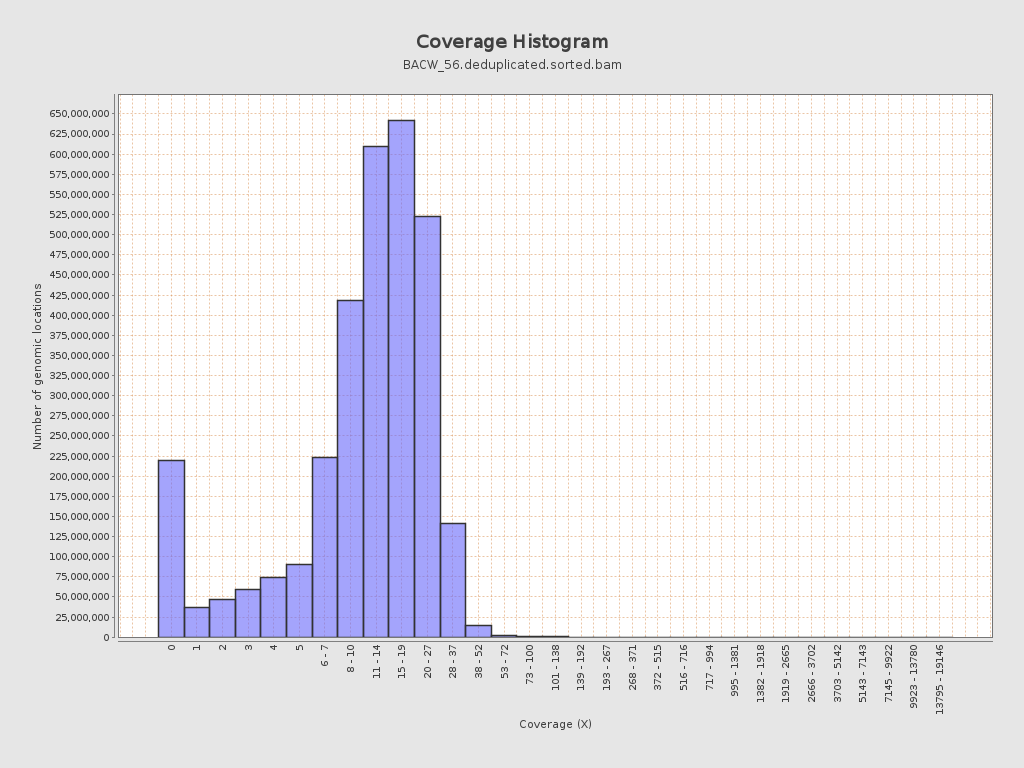 Coverage Histogram
BACW_56.deduplicated.sorted.bam
Number of genomic locations
650,000,000
625,000,000
600,000,000
575,000,000
550,000,000
525,000,000
500,000,000
475,000,000
450,000,000
425,000,000
400,000,000
375,000,000
350,000,000
325,000,000
300,000,000
275,000,000
250,000,000
225,000,000
200,000,000
175,000,000
150,000,000
125,000,000
100,000,000
75,000,000
50,000,000
25,000,000
0
0
1
2
3
4
5
6 - 7
8 - 10
11 - 14
15 - 19
20 - 27
28 - 37
38 - 52
53 - 72
73 - 100
101 - 138
139 - 192
193 - 267
268 - 371
372 - 515
516 - 716
717 - 994
995 - 1381
1382 - 1918
1919 - 2665
2666 - 3702
3703 - 5142
5143 - 7143
7145 - 9922
9923 - 13780
13795 - 19146
Coverage (X)